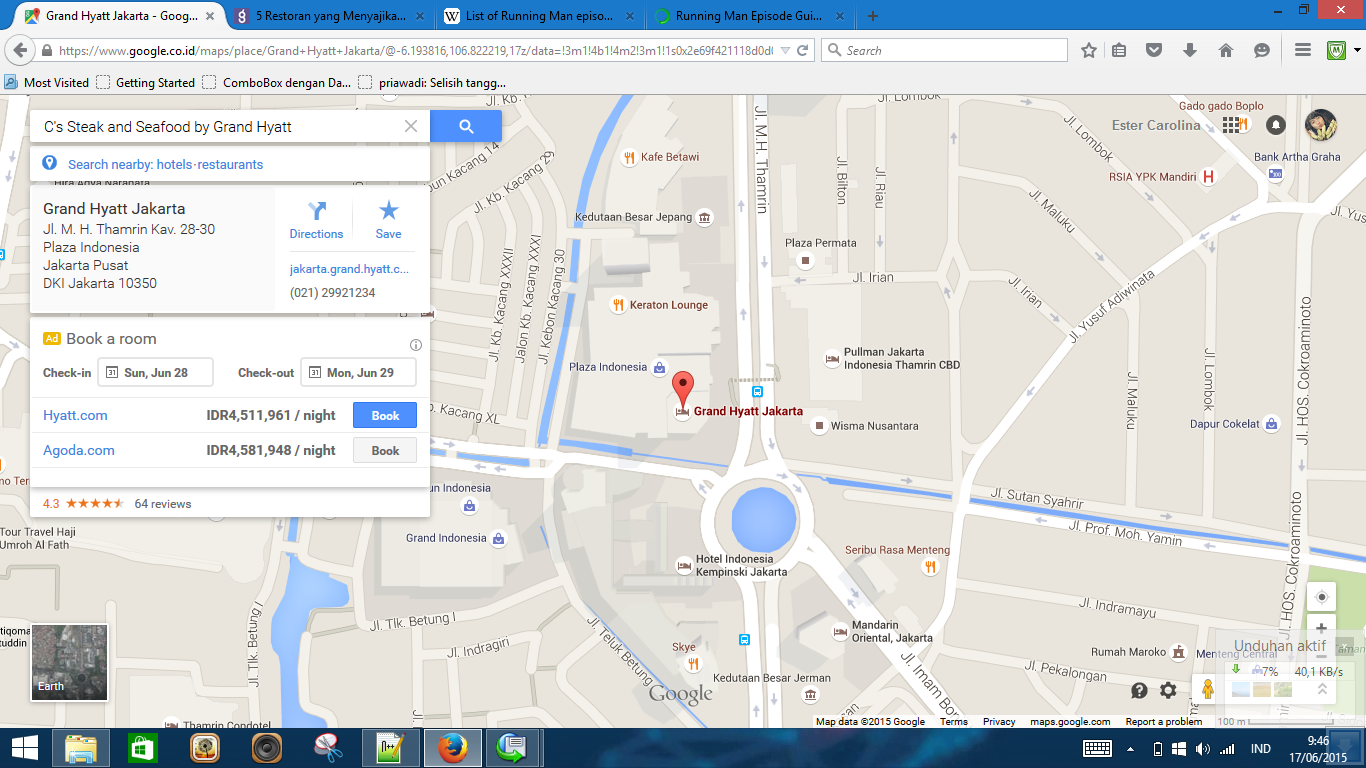 Grand Hyatt Jakarta - Goog...
5 Restoran yang Menyajika...
List of Running Man episo...
Running Man Episode Gui...
https://www.google.co.id/maps/place/Grand+Hyatt+Jakarta/@-6.193816,106.822219,17z/data=!3m1!4b1!4m2!3m1!1s0x2e69f421118d0d
Search
Most Visited
Getting Started
ComboBox dengan Da...
priawadi: Selisih tangg...
C's Steak and Seafood by Grand Hyatt
Search nearby: hotels·restaurants
Grand Hyatt Jakarta
Jl. M. H. Thamrin Kav. 28-30
Plaza Indonesia
Jakarta Pusat
DKI Jakarta 10350
Directions
Save
jakarta.grand.hyatt.c...
(021) 29921234
Ad Book a room
Check-in
31
Sun, Jun 28
Check-out
31
Mon, Jun 29
Hyatt.com
IDR4,511,961 / night
Book
Agoda.com
IDR4,581,948 / night
Book
4.3
64 reviews
Ester Carolina
Gado gado Boplo
Bank Artha Graha
RSIA YPK Mandiri
H
Jl. Lombok
Jl. Lombok
Jl. Lombok
Jl. Maluku
Jl. Maluku
Jl. Yus
Jl. Kb.
Kacang 14
Jl. Kb. Kacang 29
Jl. Kb. Kacang XXXII
Jalon Kb. Kacang XXXI
Jl. Kebon Kacang 30
Kacang XL
Kafe Betawi
Kedutaan Besar Jepang
Jl. M.H. Thamrin
Jl. Bilton
Jl. Riau
Plaza Permata
Jl. Irian
Jl. Irian
Jl. Yusuf Adiwinata
Keraton Lounge
Plaza Indonesia
Pullman Jakarta
Indonesia Thamrin CBD
Grand Hyatt Jakarta
Wisma Nusantara
Dapur Cokelat
Jl. HOS. Cokroaminoto
Jl. HOS. Cokroaminoto
Jl. Sutan Syahrir
Jl. Prof. Moh. Yamin
un Indonesia
Grand Indonesia
Tour Travel Haji
Umroh Al Fath
Hotel Indonesia
Kempinski Jakarta
Seribu Rasa Menteng
Jl. Indramayu
Mandarin
Oriental, Jakarta
Jl. Tlk. Betung I
Jl. Tlk. Betung I
Jl. Indragiri
Jl. Teluk Betung
Skye
Kedutaan Besar Jerman
Jl. Imam Bon
Rumah Maroko
Menteng Central
Jl. Pekalongan
Thamrin Condotel
Earth
Google
Unduhan aktif
7%
40,1 KB/s
Map data ©2015 Google
Terms
Privacy
maps.google.com
Report a problem
100 m
IND
9:46
17/06/2015